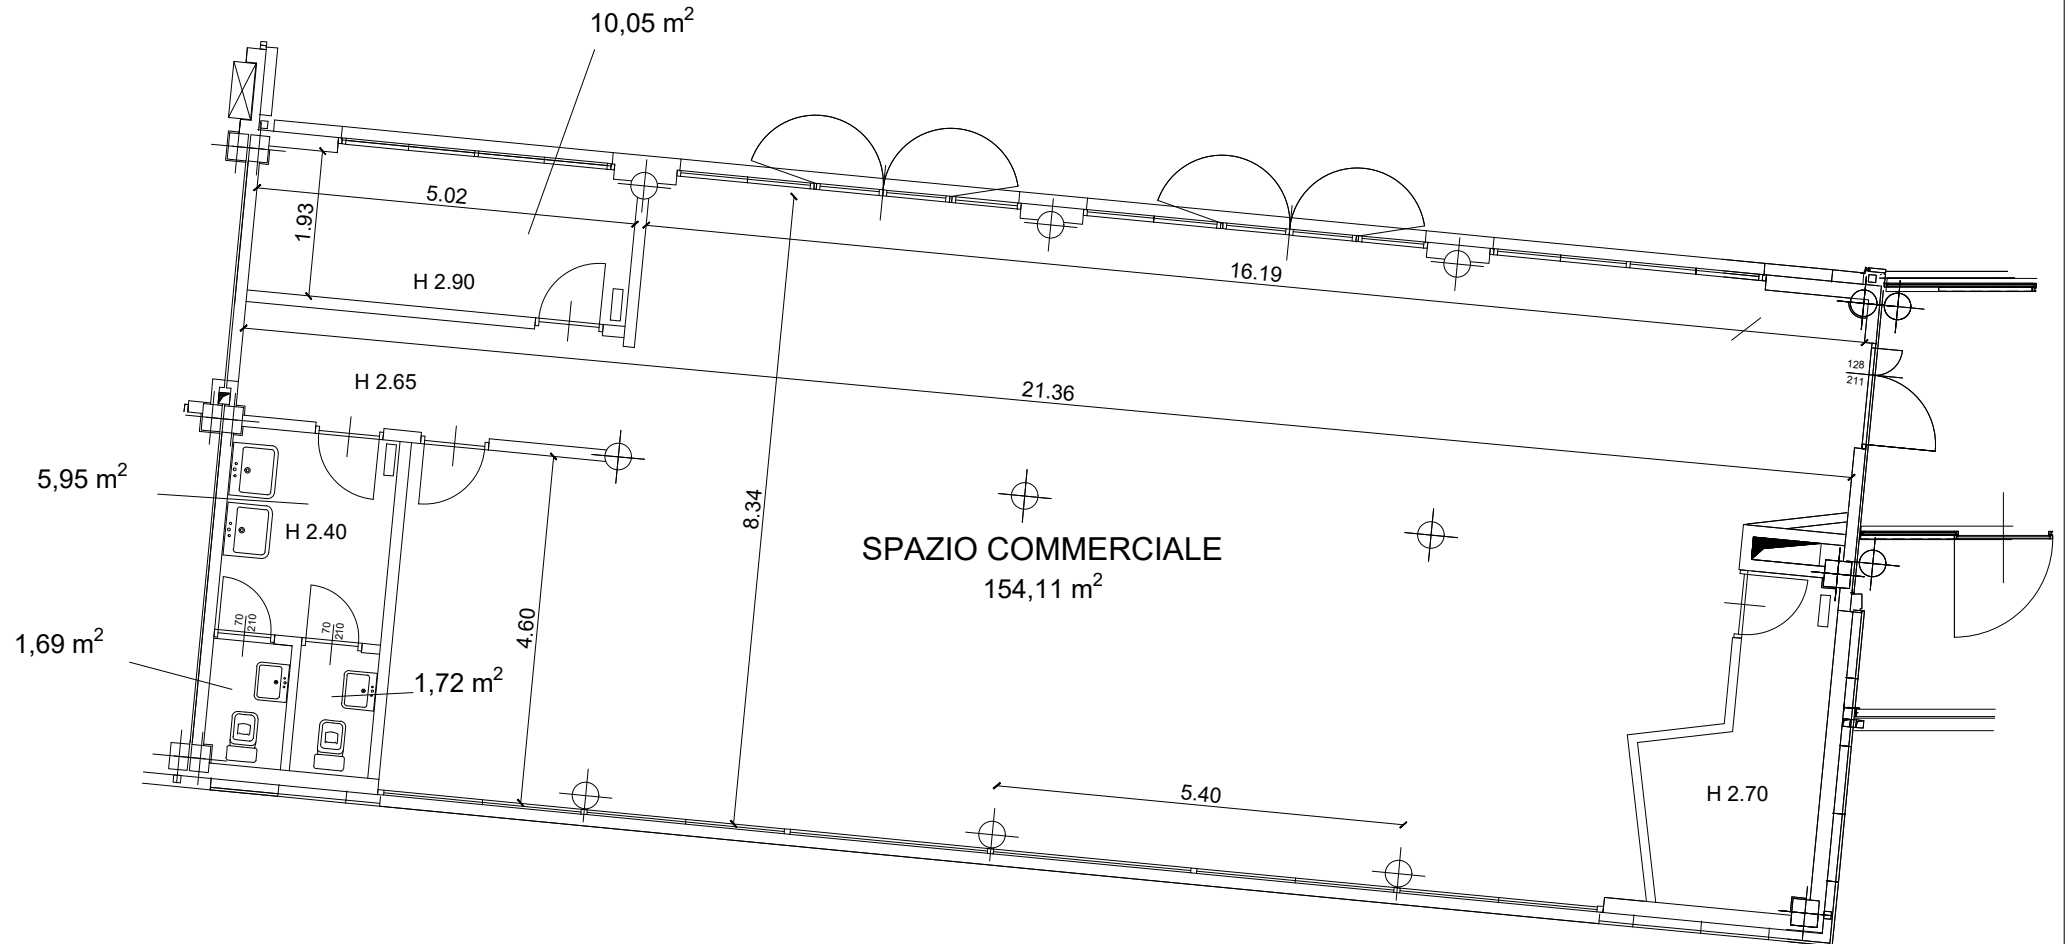 10,05 m²
5.02
1.93
H 2.90
16.19
128
211
H 2.65
21.36
5,95 m²
H 2.40
8.34
SPAZIO COMMERCIALE
154,11 m²
70
210
70
210
4.60
1,69 m²
1,72 m²
5.40
H 2.70